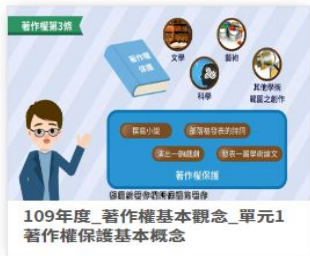 著作權第3條
著作權
保護
文學
藝術
科學
其他學術
範圍之創作
撰寫小說
部落格發表的詩詞
演出一齣戲劇
發表一篇學術論文
著作權保護
109年度_著作權基本觀念_單元1
著作權保護基本概念